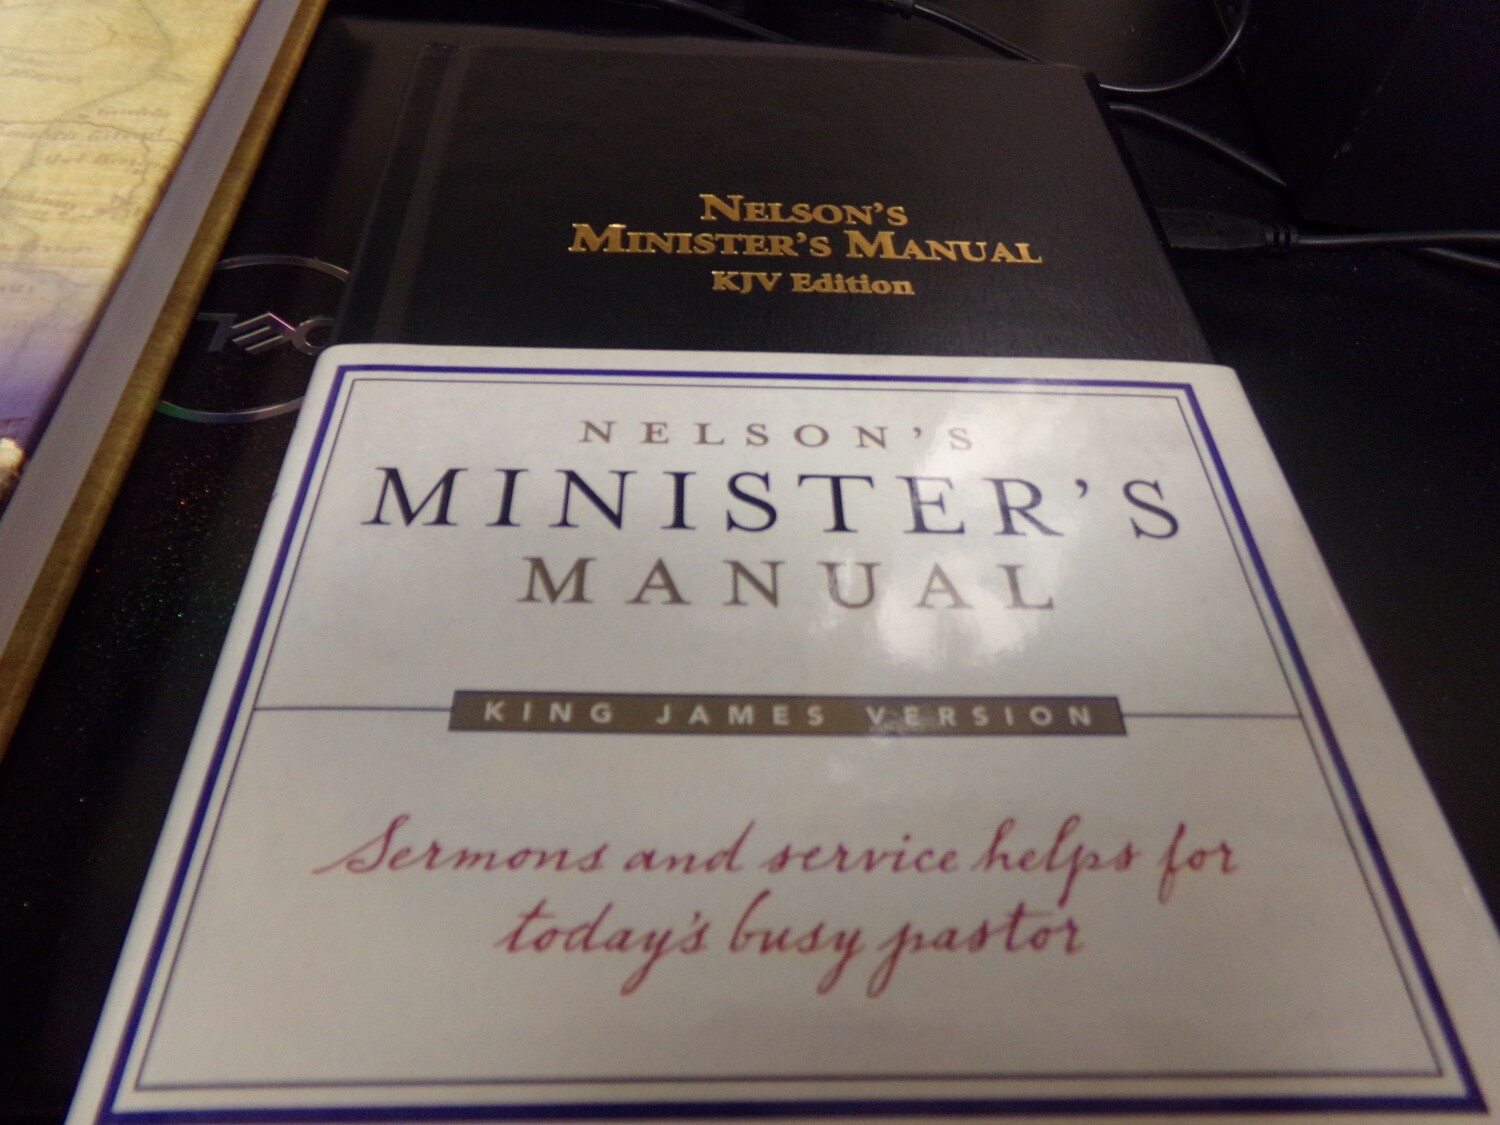 NELSON'S
MINISTER'S MANUAL
KJV Edition
NELSON'S
MINISTER'S
MANUAL
KING JAMES VERSION
Sermons and service helps for
today's busy pastor